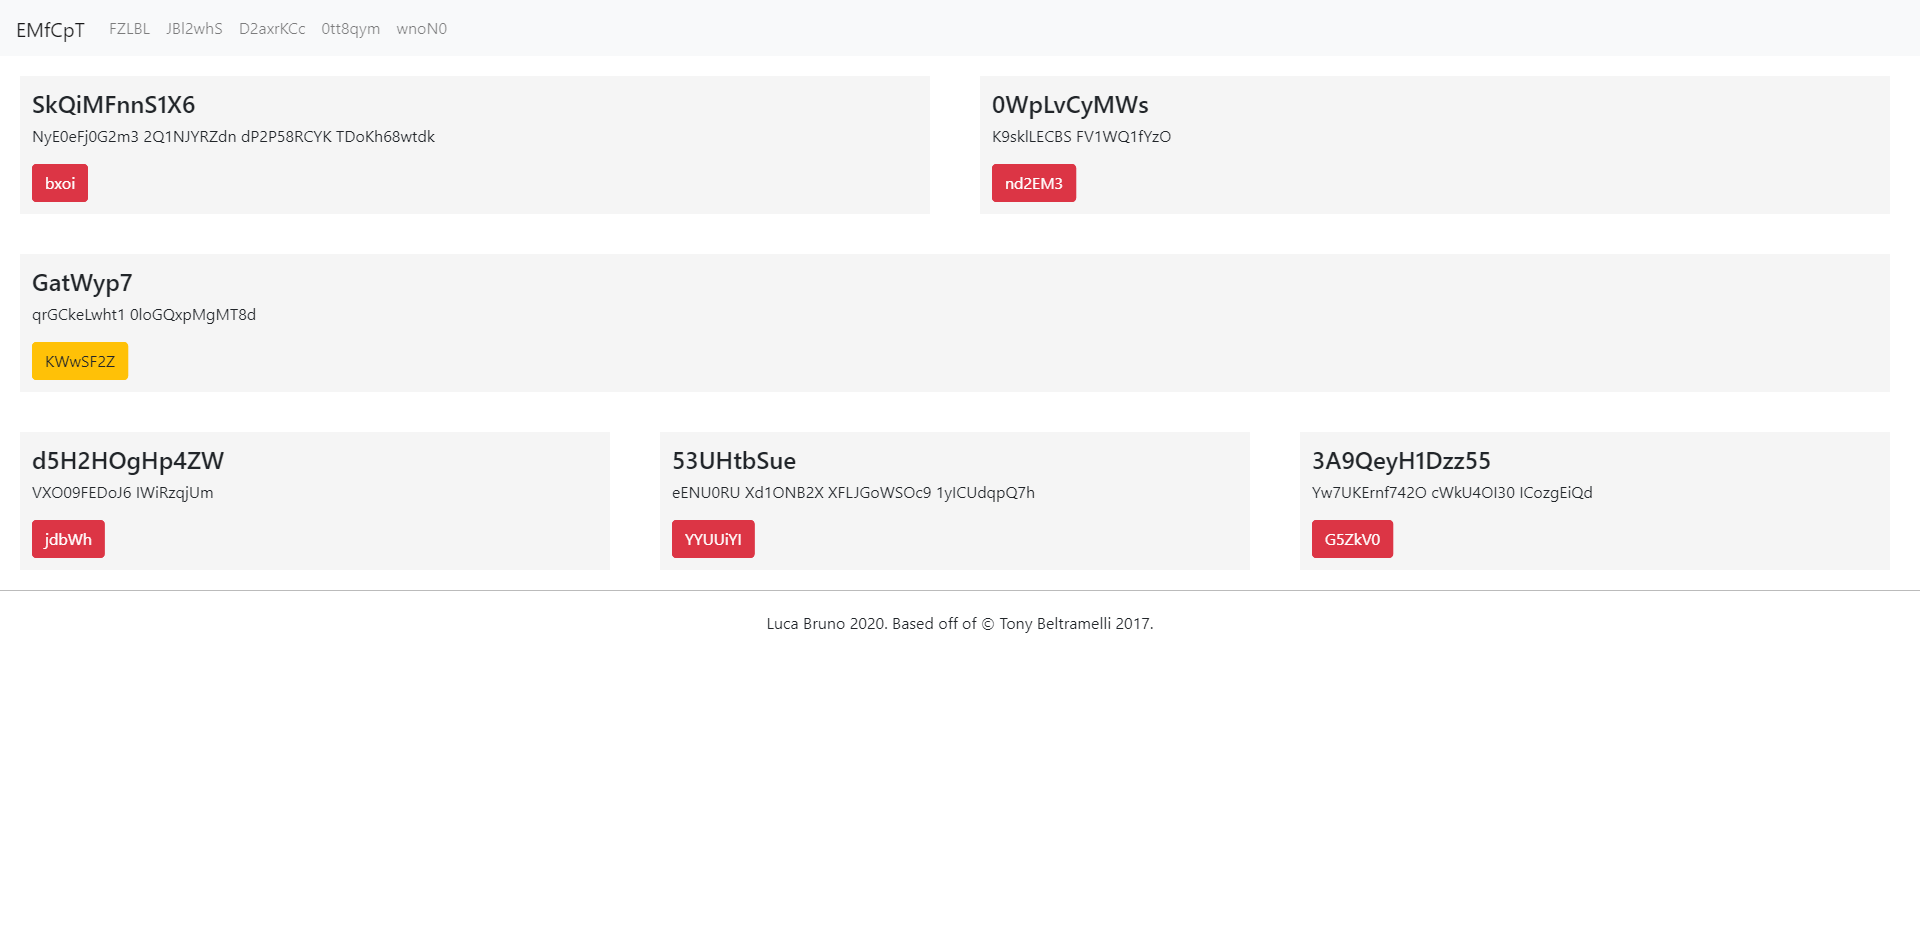 EMfCpT FZLBL JBl2whS D2axrKCc 0tt8qym wnoN0
SkQiMFnnS1X6
NyE0eFj0G2m3 2Q1NJYRZdn dP2P58RCYK TDoKh68wtdk
bxoi
0WpLvCyMWs
K9sklLECBS FV1WQ1fYzO
nd2EM3
GatWyp7
qrGCkeLwht1 0loGQxpMgMT8d
KWwSF2Z
d5H2HOgHp4ZW
VXO09FEDoJ6 IWiRzqjUm
jdbWh
53UHtbSue
eENU0RU Xd1ONB2X XFLJGoWSOc9 1yICUdqpQ7h
YYUUiYI
3A9QeyH1Dzz55
Yw7UKErnf742O cWkU4OI30 ICozgEiQd
G5ZkV0
Luca Bruno 2020. Based off of © Tony Beltramelli 2017.